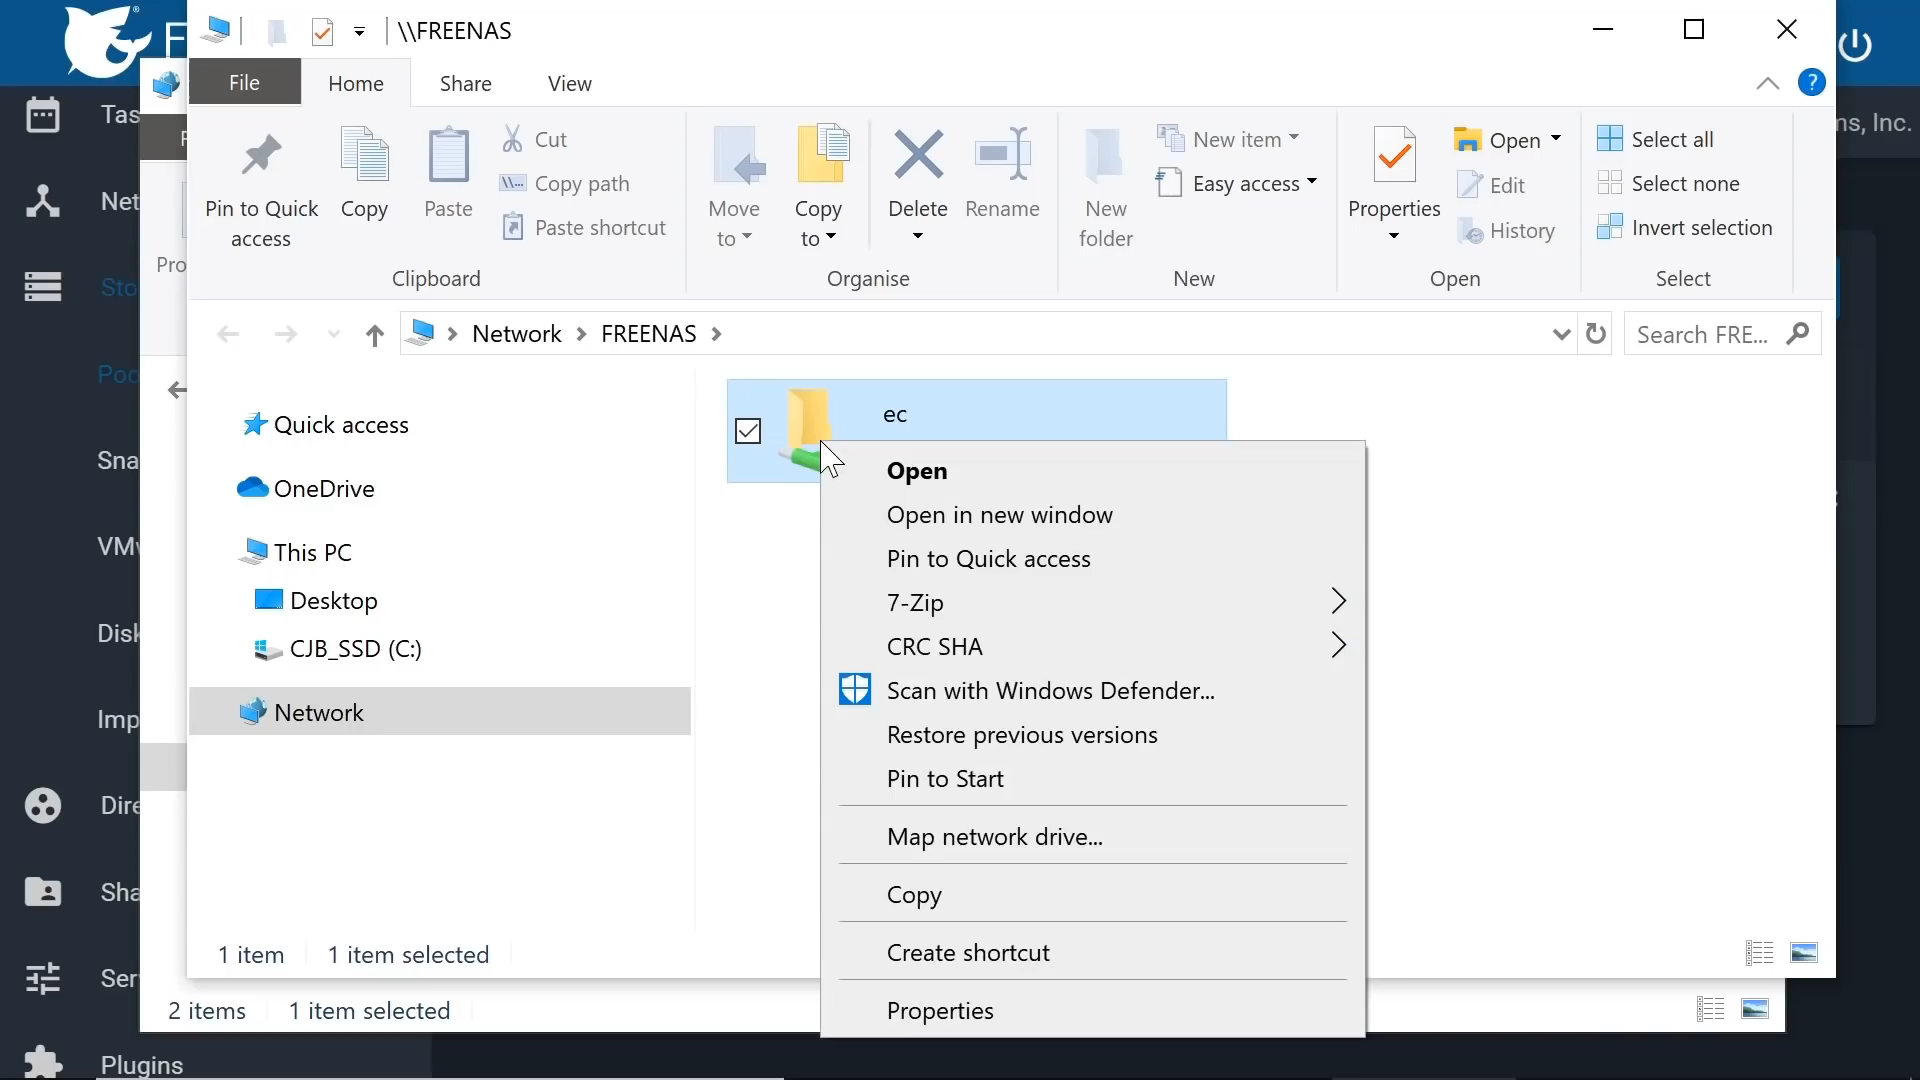 \\FREENAS
File
Home
Share
View
Pin to Quick
access
Copy
Paste
Cut
Copy path
Paste shortcut
Clipboard
Move
to
Copy
to
Delete
Rename
Organise
New
folder
New item
Easy access
New
Properties
Open
Edit
History
Open
Select all
Select none
Invert selection
Select
Network
FREENAS
Search FRE...
Quick access
OneDrive
This PC
Desktop
CJB_SSD (C:)
Network
ec
Open
Open in new window
Pin to Quick access
7-Zip
CRC SHA
Scan with Windows Defender...
Restore previous versions
Pin to Start
Map network drive...
Copy
Create shortcut
Properties
1 item
1 item selected
2 items
1 item selected
F
Tas
Net
Sto
Poo
Sna
VMw
Disk
Imp
Dire
Sha
Ser
Plugins
F
Pro
ns, Inc.